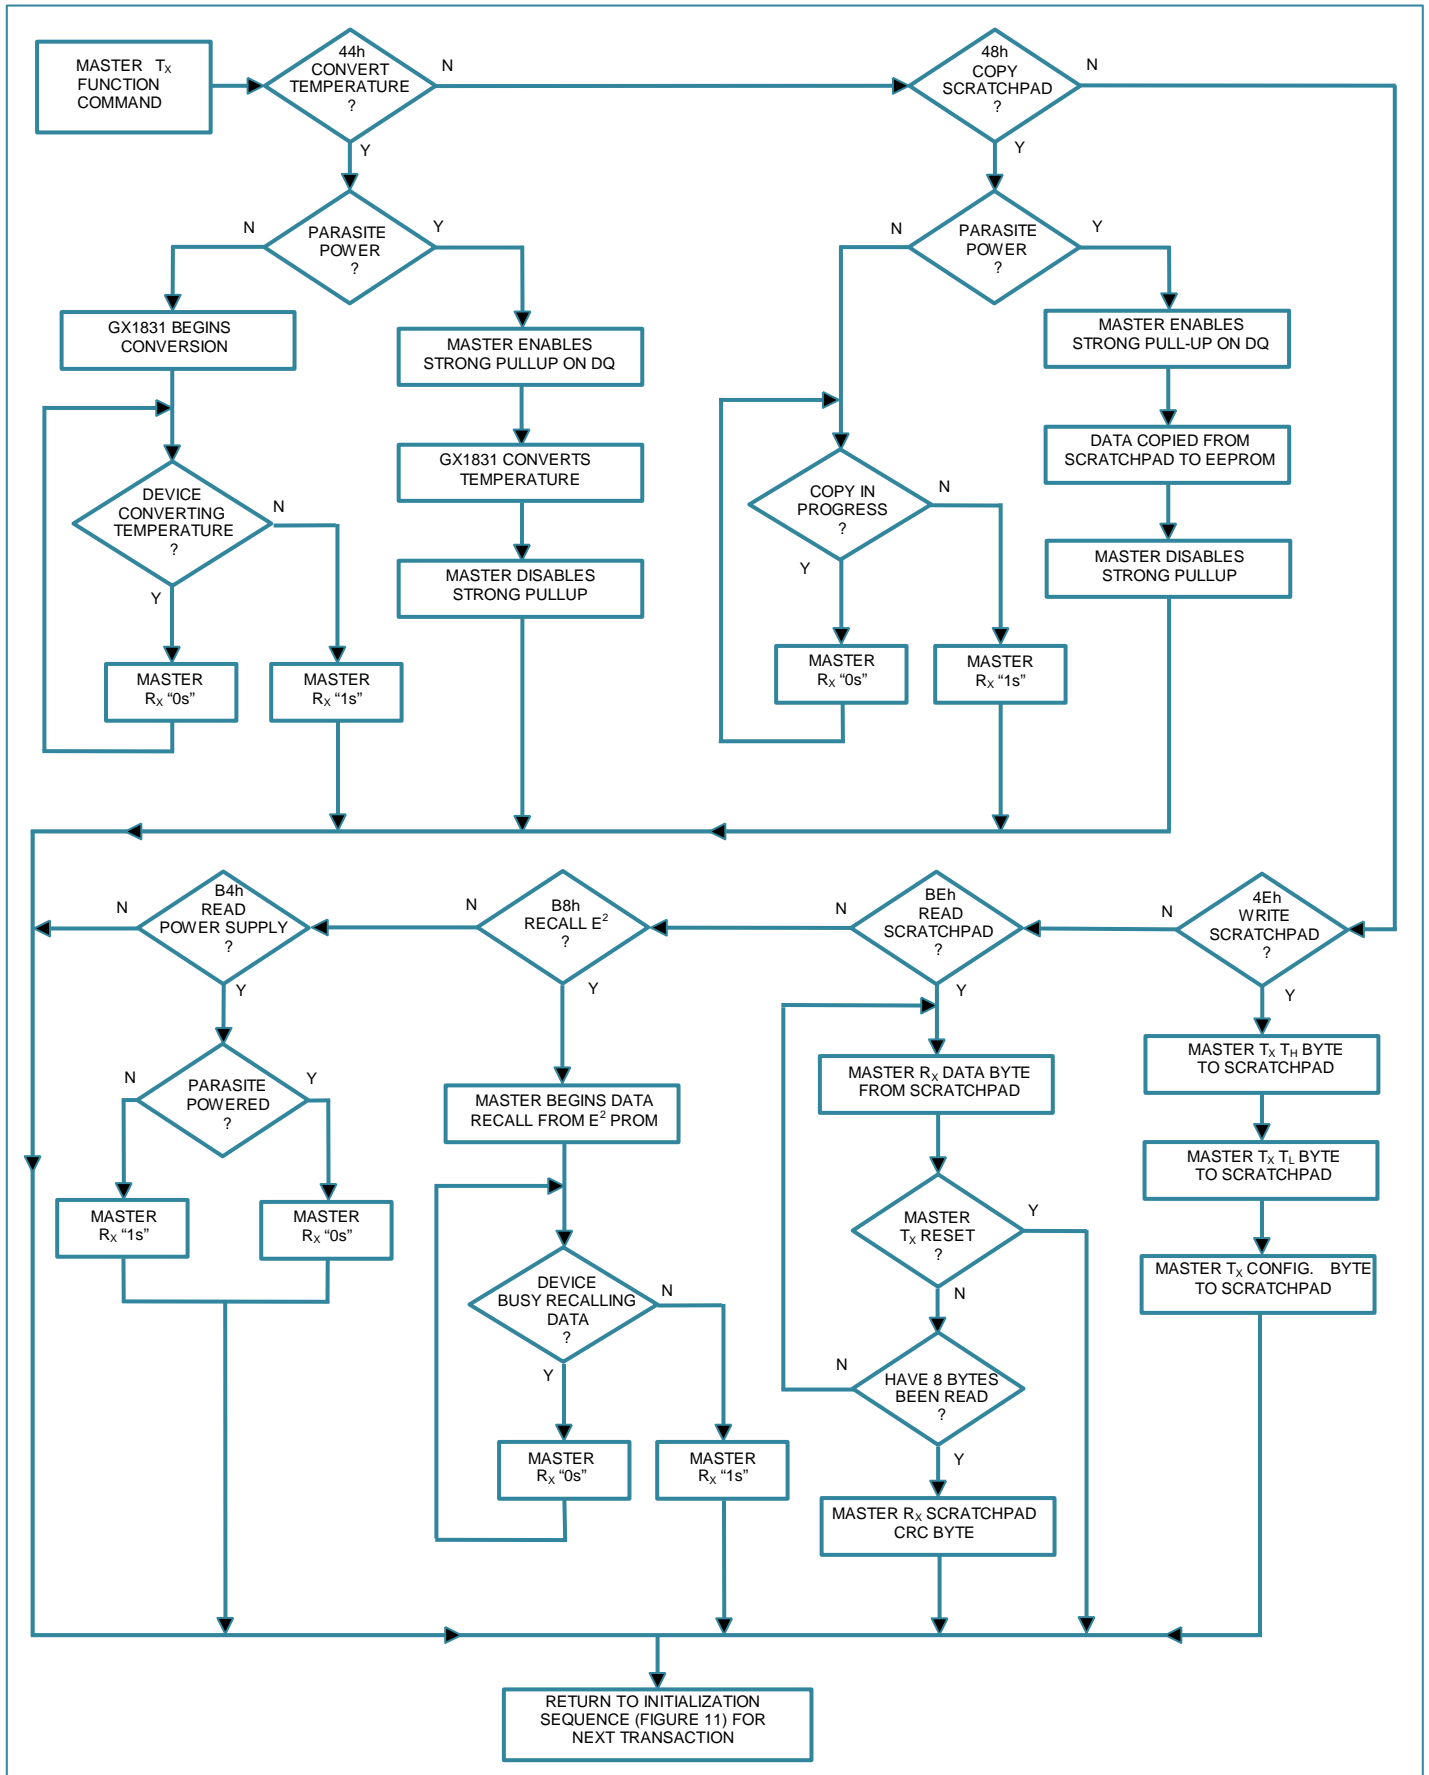 MASTER TX
FUNCTION
COMMAND
44h
CONVERT
TEMPERATURE
?
N
Y
48h
COPY
SCRATCHPAD
?
N
Y
N
PARASITE
POWER
?
Y
N
PARASITE
POWER
?
Y
GX1831 BEGINS
CONVERSION
MASTER ENABLES
STRONG PULLUP ON DQ
MASTER ENABLES
STRONG PULL-UP ON DQ
GX1831 CONVERTS
TEMPERATURE
DATA COPIED FROM
SCRATCHPAD TO EEPROM
DEVICE
CONVERTING
TEMPERATURE
?
N
Y
COPY IN
PROGRESS
?
N
Y
MASTER DISABLES
STRONG PULLUP
MASTER DISABLES
STRONG PULLUP
MASTER
RX “0s”
MASTER
RX “1s”
MASTER
RX “0s”
MASTER
RX “1s”
N
B4h
READ
POWER SUPPLY
?
Y
N
B8h
RECALL E2
?
Y
N
BEh
READ
SCRATCHPAD
?
Y
N
4Eh
WRITE
SCRATCHPAD
?
Y
N
PARASITE
POWERED
?
Y
MASTER BEGINS DATA
RECALL FROM E2 PROM
MASTER RX DATA BYTE
FROM SCRATCHPAD
MASTER TX TH BYTE
TO SCRATCHPAD
MASTER TX TL BYTE
TO SCRATCHPAD
MASTER
RX “1s”
MASTER
RX “0s”
MASTER
TX RESET
?
Y
N
MASTER TX CONFIG. BYTE
TO SCRATCHPAD
DEVICE
BUSY RECALLING
DATA
?
N
Y
N
HAVE 8 BYTES
BEEN READ
?
Y
MASTER
RX “0s”
MASTER
RX “1s”
MASTER RX SCRATCHPAD
CRC BYTE
RETURN TO INITIALIZATION
SEQUENCE (FIGURE 11) FOR
NEXT TRANSACTION